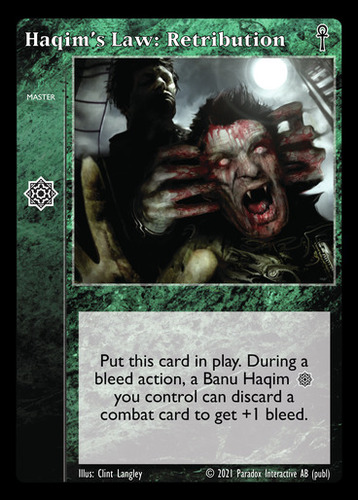 Haqim's Law: Retribution
MASTER
Put this card in play. During a
bleed action, a Banu Haqim
you control can discard a
combat card to get +1 bleed.
Illus: Clint Langley © 2021 Paradox Interactive AB (publ)